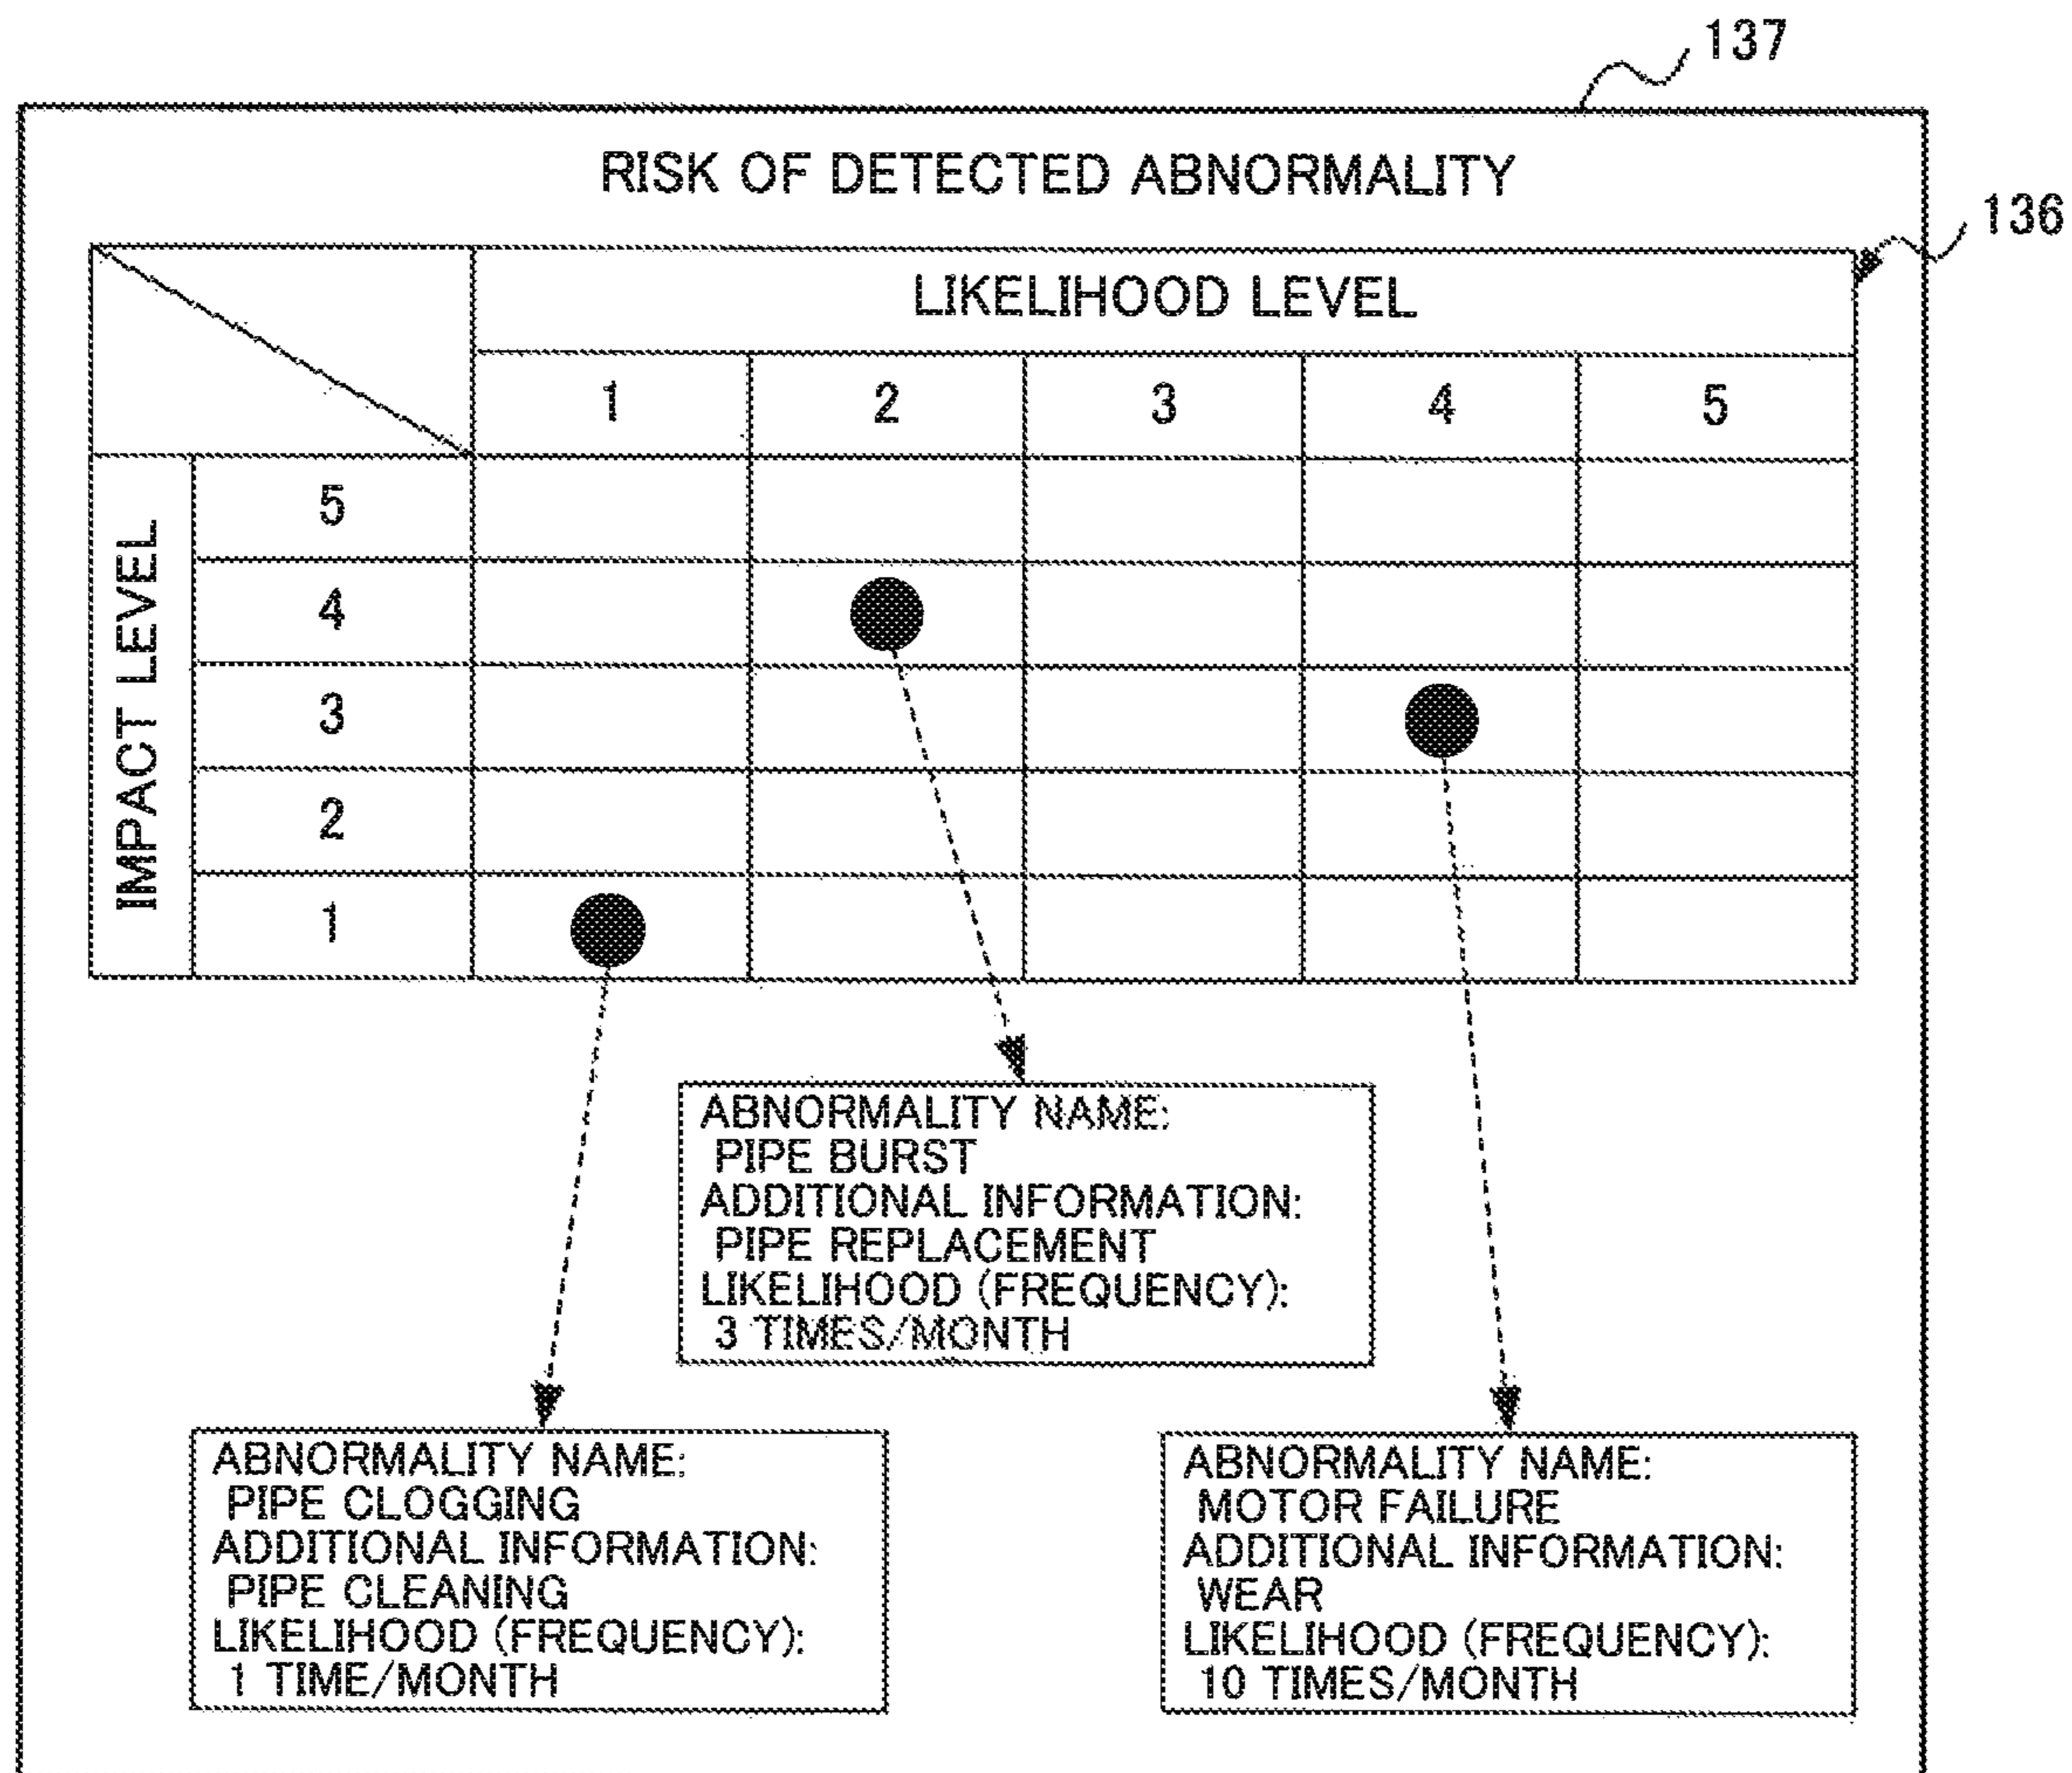 137
RISK OF DETECTED ABNORMALITY
136
LIKELIHOOD LEVEL
1 2 3 4 5
IMPACT LEVEL
5
4
3
2
1
ABNORMALITY NAME:
PIPE BURST
ADDITIONAL INFORMATION:
PIPE REPLACEMENT
LIKELIHOOD (FREQUENCY):
3 TIMES/MONTH
ABNORMALITY NAME:
PIPE CLOGGING
ADDITIONAL INFORMATION:
PIPE CLEANING
LIKELIHOOD (FREQUENCY):
1 TIME/MONTH
ABNORMALITY NAME:
MOTOR FAILURE
ADDITIONAL INFORMATION:
WEAR
LIKELIHOOD (FREQUENCY):
10 TIMES/MONTH